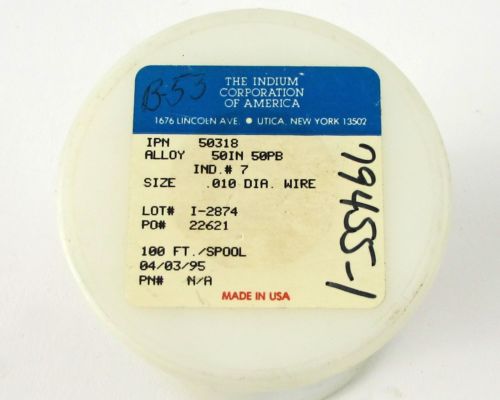 B-53
THE INDIUM
CORPORATION
OF AMERICA
1676 LINCOLN AVE. ● UTICA, NEW YORK 13502
IPN 50318
ALLOY 50IN 50PB
IND.# 7
SIZE .010 DIA. WIRE
LOT# I-2874
PO# 22621
100 FT./SPOOL
04/03/95
PN# N/A
MADE IN USA
79455-1